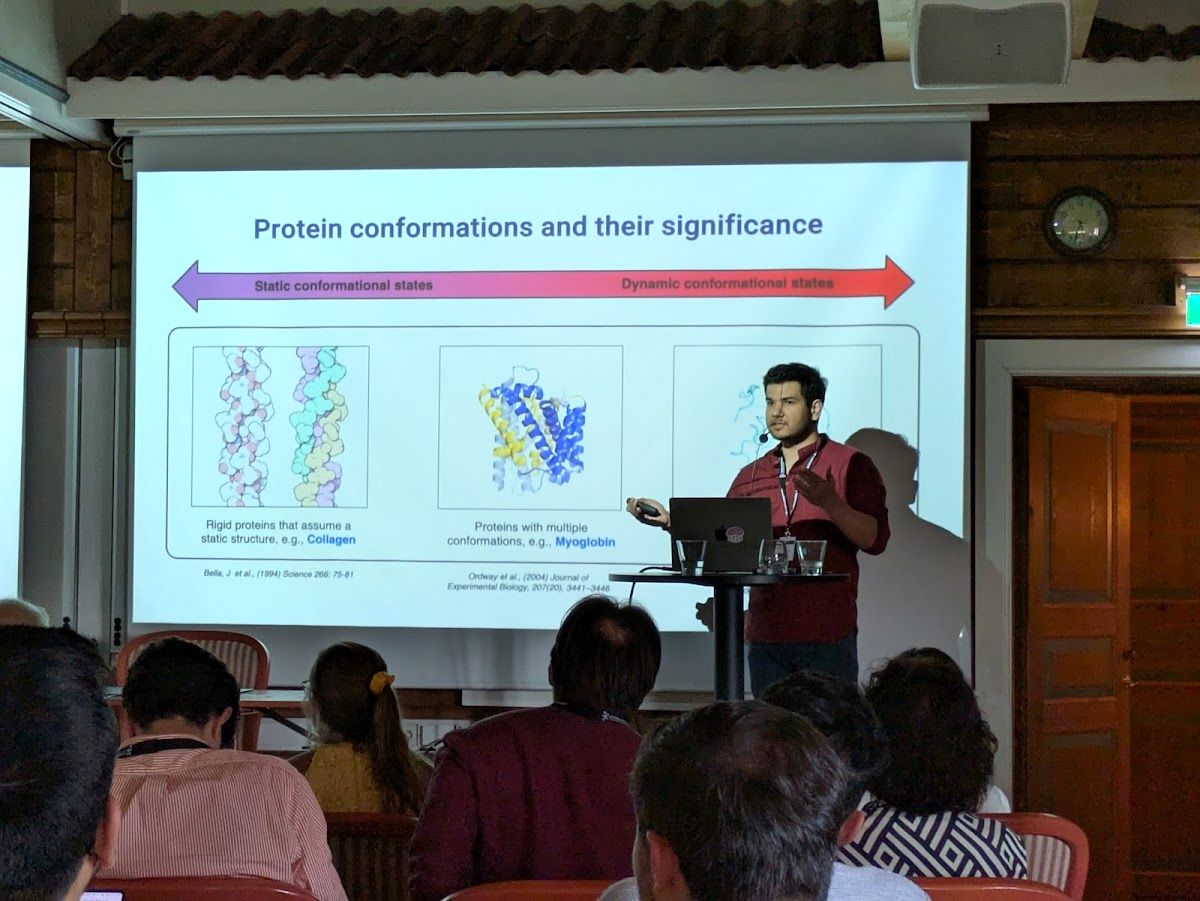 Protein conformations and their significance
Static conformational states
Dynamic conformational states
Rigid proteins that assume a
static structure, e.g., Collagen
Proteins with multiple
conformations, e.g., Myoglobin
Bella, J et al., (1994) Science 266; 75-81
Ordway et al., (2004) Journal of
Experimental Biology, 207(20), 3441–3446